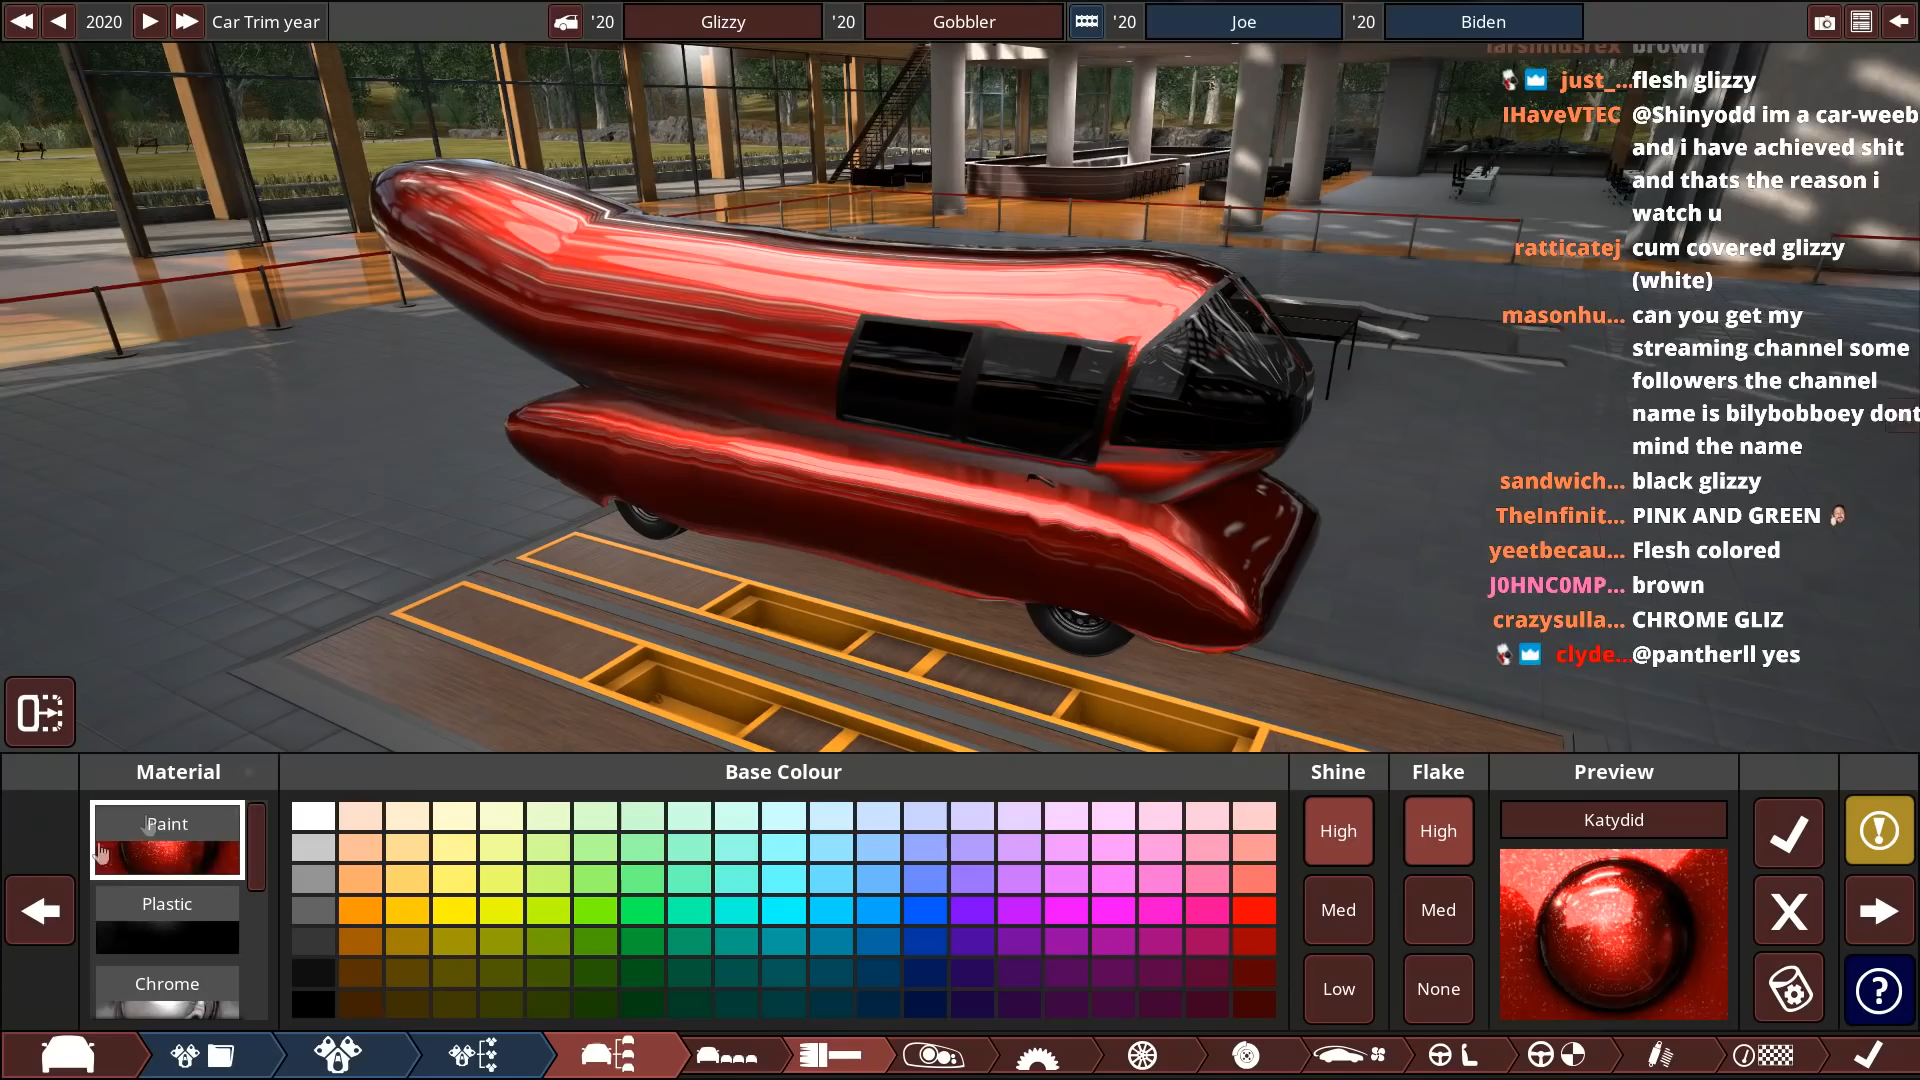 2020 Car Trim year '20 Glizzy '20 Gobbler '20 Joe '20 Biden
larsimusrex brown
just_... flesh glizzy
IHaveVTEC @Shinyodd im a car-weeb
and i have achieved shit
and thats the reason i
watch u
ratticatej cum covered glizzy
(white)
masonhu... can you get my
streaming channel some
followers the channel
name is bilybobboey dont
mind the name
sandwich... black glizzy
TheInfinit... PINK AND GREEN
yeetbecau... Flesh colored
J0HNC0MP... brown
crazysulla... CHROME GLIZ
clyde... @pantherll yes
Material Base Colour Shine Flake Preview
Paint High High Katydid
Plastic Med Med
Chrome Low None